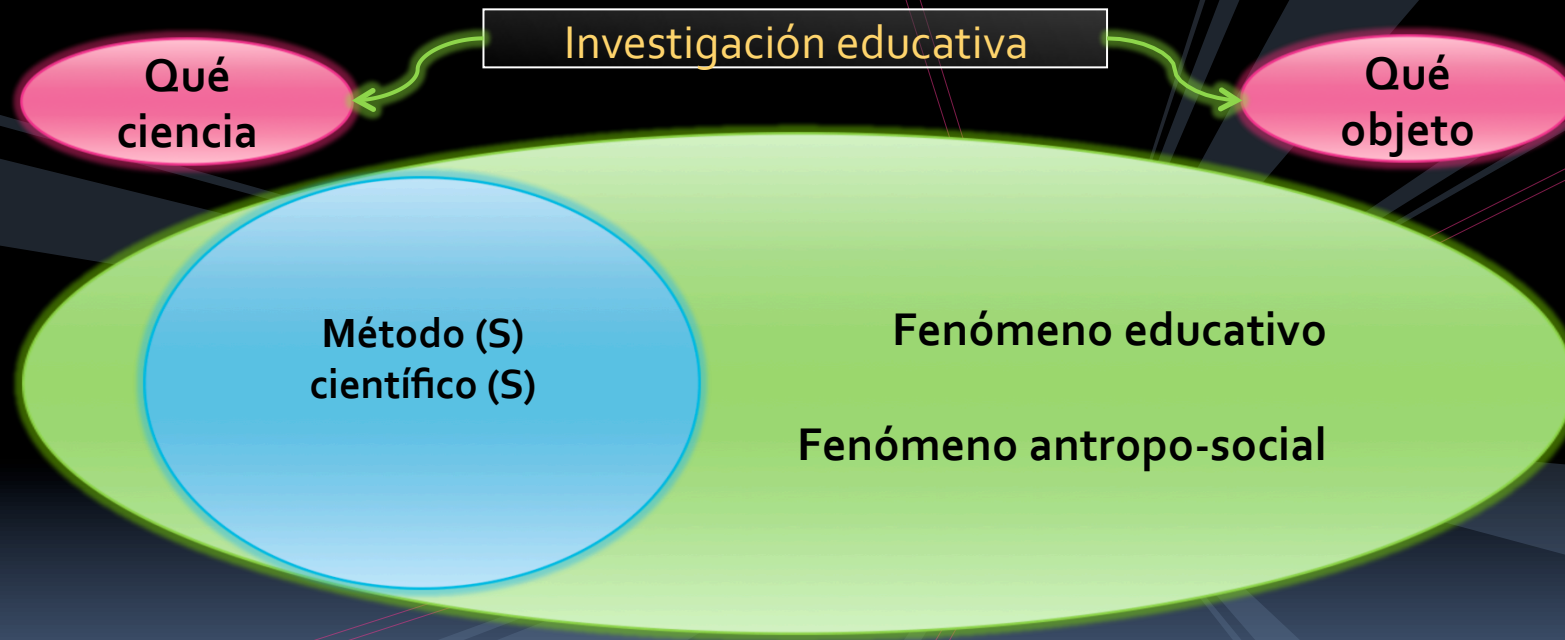 Investigación educativa
Qué
ciencia
Qué
objeto
Método (S)
científico (S)
Fenómeno educativo
Fenómeno antropo-social